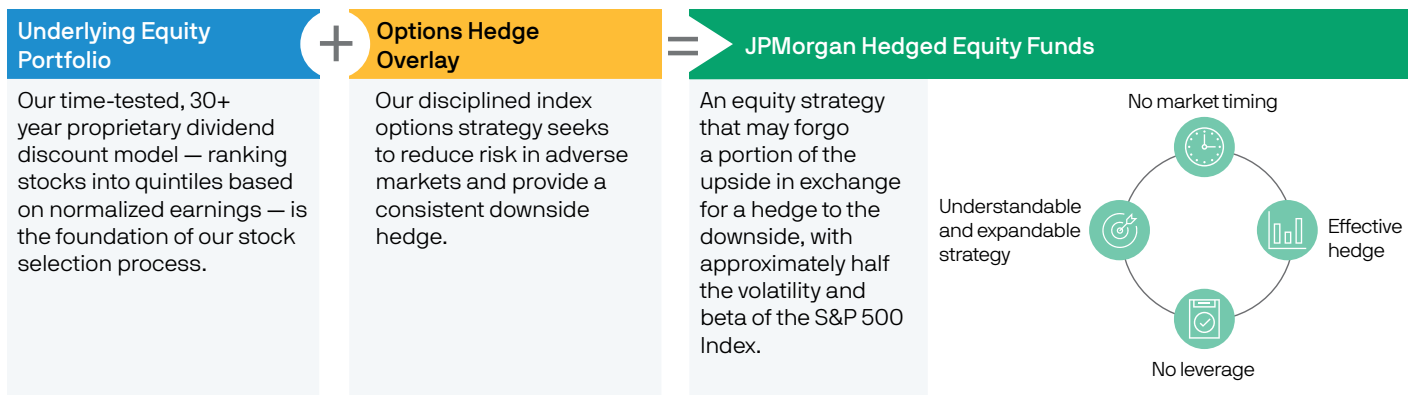 Underlying Equity
Portfolio
+
Options Hedge
Overlay
=
JPMorgan Hedged Equity Funds
Our time-tested, 30+
year proprietary dividend
discount model — ranking
stocks into quintiles based
on normalized earnings — is
the foundation of our stock
selection process.
Our disciplined index
options strategy seeks
to reduce risk in adverse
markets and provide a
consistent downside
hedge.
An equity strategy
that may forgo
a portion of the
upside in exchange
for a hedge to the
downside, with
approximately half
the volatility and
beta of the S&P 500
Index.
No market timing
Understandable
and expandable
strategy
Effective
hedge
No leverage